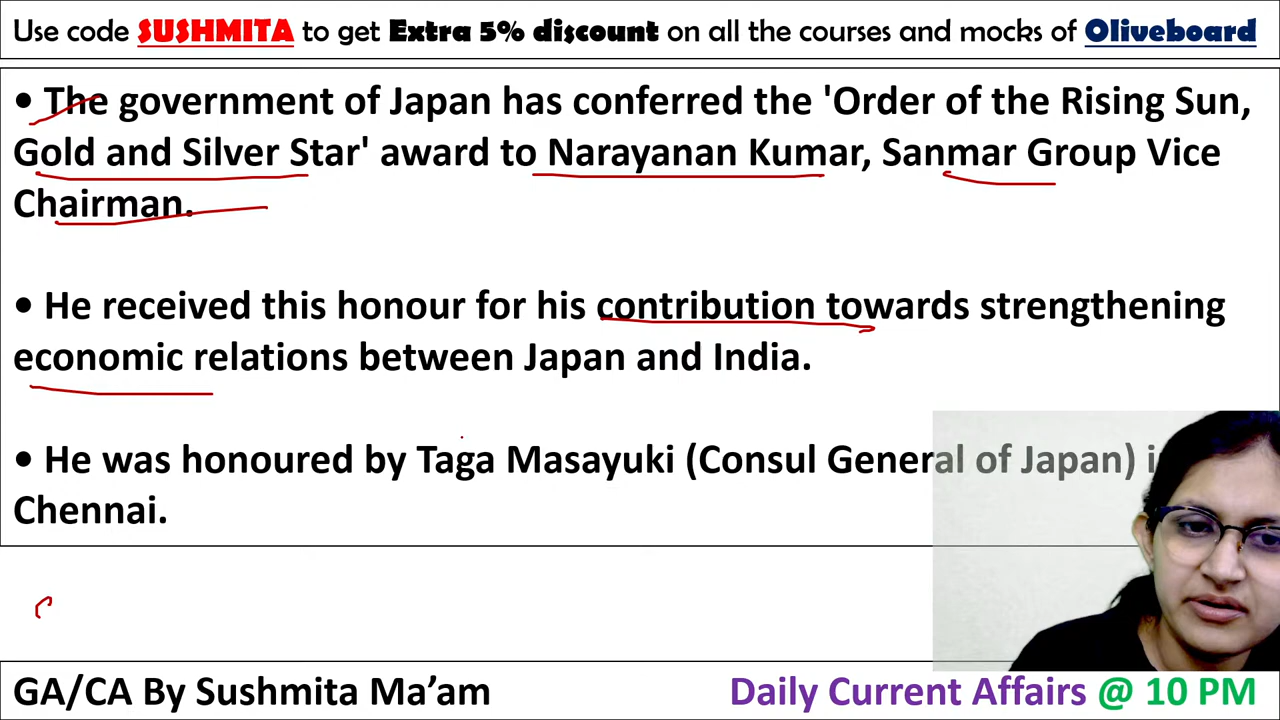 Use code SUSHMITA to get Extra 5% discount on all the courses and mocks of Oliveboard
• The government of Japan has conferred the 'Order of the Rising Sun,
Gold and Silver Star' award to Narayanan Kumar, Sanmar Group Vice
Chairman.
• He received this honour for his contribution towards strengthening
economic relations between Japan and India.
• He was honoured by Taga Masayuki (Consul General of Japan)
Chennai.
GA/CA By Sushmita Ma’am
Daily Current Affairs @ 10 PM